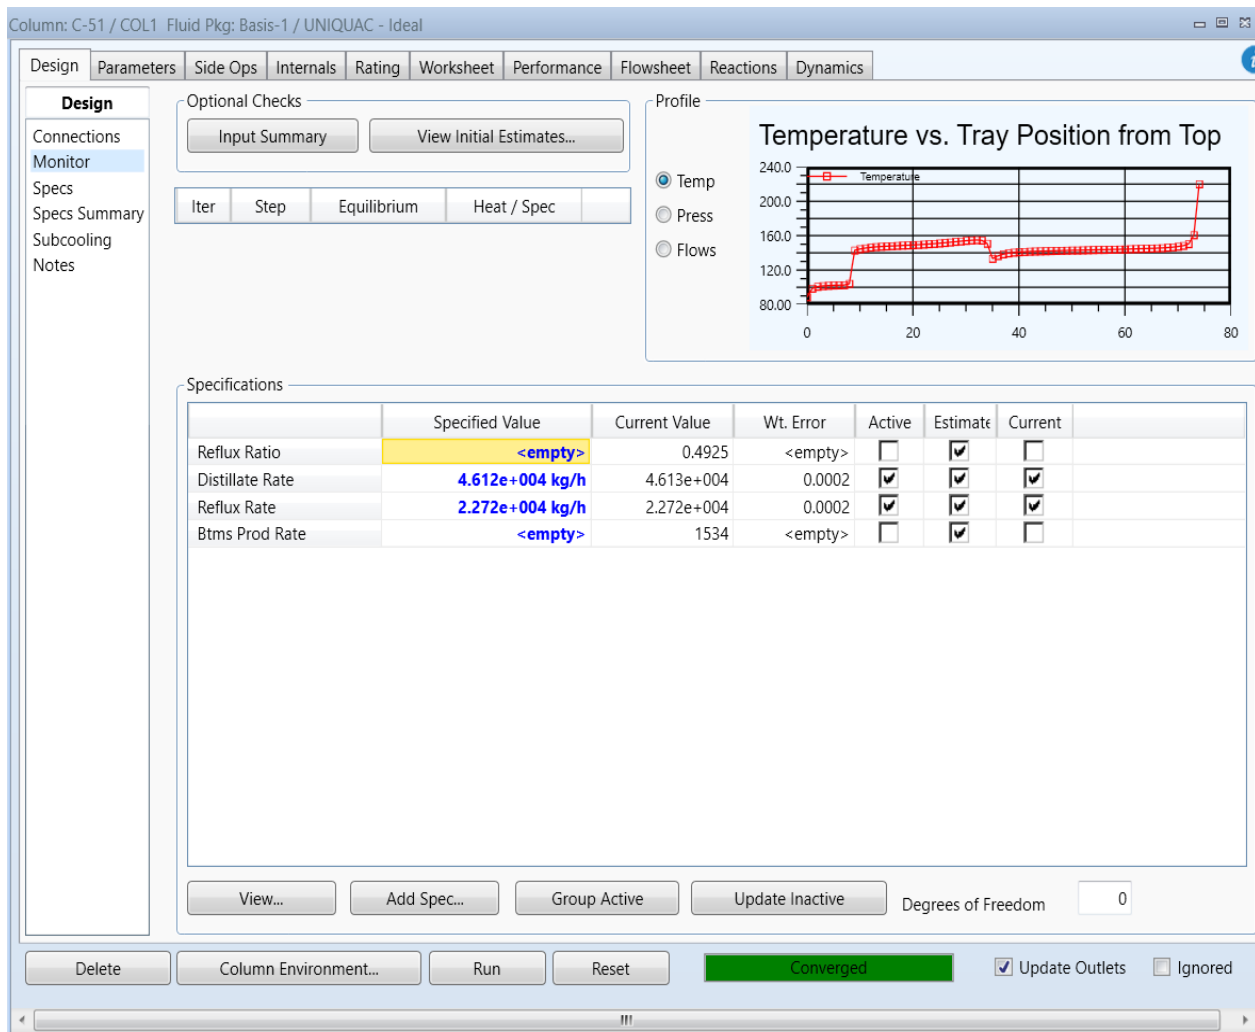 Column: C-51 / COL1 Fluid Pkg: Basis-1 / UNIQUAC - Ideal
Design Parameters Side Ops Internals Rating Worksheet Performance Flowsheet Reactions Dynamics
Design
Connections
Monitor
Specs
Specs Summary
Subcooling
Notes
Optional Checks
Input Summary View Initial Estimates...
Iter Step Equilibrium Heat / Spec
Profile
Temp
Press
Flows
Temperature vs. Tray Position from Top
Temperature
240.0
200.0
160.0
120.0
80.00
0 20 40 60 80
Specifications
Specified Value Current Value Wt. Error Active Estimate Current
Reflux Ratio <empty> 0.4925 <empty>
Distillate Rate 4.612e+004 kg/h 4.613e+004 0.0002
Reflux Rate 2.272e+004 kg/h 2.272e+004 0.0002
Btms Prod Rate <empty> 1534 <empty>
View... Add Spec... Group Active Update Inactive Degrees of Freedom 0
Delete Column Environment... Run Reset Converged Update Outlets Ignored